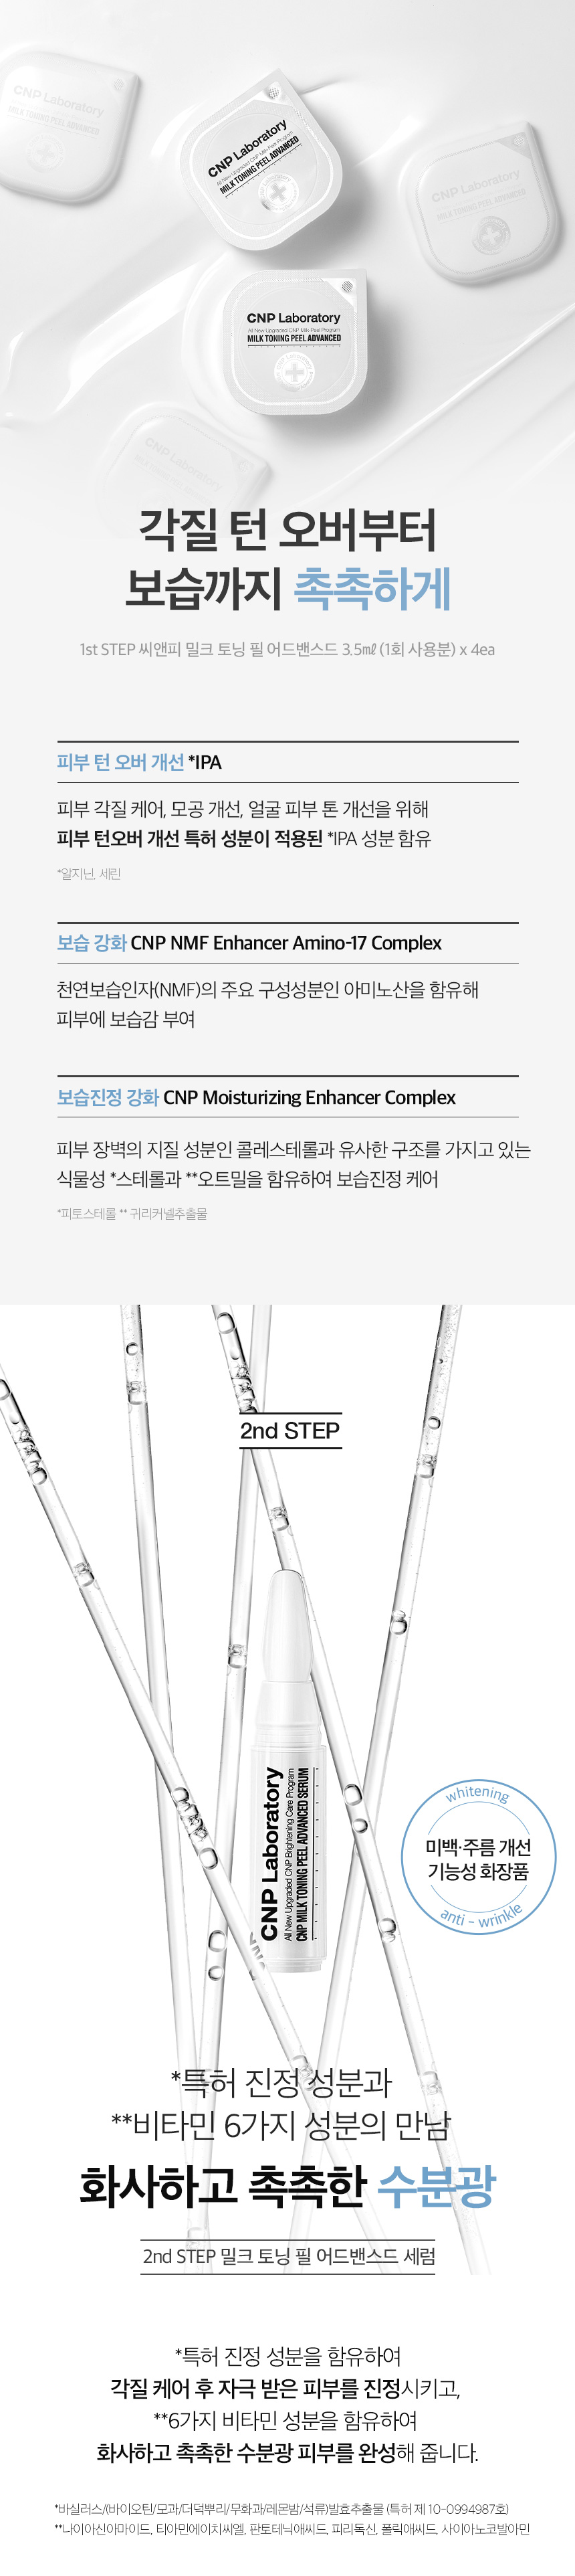 CNP Laboratory
MILK TONING PEEL ADVANCED
CNP Laboratory
All New Upgraded CNP Milk-Peel Program
MILK TONING PEEL ADVANCED
CNP Laboratory
MILK TONING PEEL ADVANCED
CNP Laboratory
All New Upgraded CNP Milk-Peel Program
MILK TONING PEEL ADVANCED
CNP Laboratory
각질 턴 오버부터
보습까지 촉촉하게
1st STEP 씨앤피 밀크 토닝 필 어드밴스드 3.5㎖ (1회 사용분) x 4ea
피부 턴 오버 개선 *IPA
피부 각질 케어, 모공 개선, 얼굴 피부 톤 개선을 위해
피부 턴오버 개선 특허 성분이 적용된 *IPA 성분 함유
*알지닌, 세린
보습 강화 CNP NMF Enhancer Amino-17 Complex
천연보습인자(NMF)의 주요 구성성분인 아미노산을 함유해
피부에 보습감 부여
보습진정 강화 CNP Moisturizing Enhancer Complex
피부 장벽의 지질 성분인 콜레스테롤과 유사한 구조를 가지고 있는
식물성 *스테롤과 **오트밀을 함유하여 보습진정 케어
*피토스테롤 ** 귀리커넬추출물
2nd STEP
CNP Laboratory
All New Upgraded CNP Brightening Care Program
CNP MILK TONING PEEL ADVANCED SERUM
whitening
미백·주름 개선
기능성 화장품
anti - wrinkle
*특허 진정 성분과
**비타민 6가지 성분의 만남
화사하고 촉촉한 수분광
2nd STEP 밀크 토닝 필 어드밴스드 세럼
*특허 진정 성분을 함유하여
각질 케어 후 자극 받은 피부를 진정시키고,
**6가지 비타민 성분을 함유하여
화사하고 촉촉한 수분광 피부를 완성해 줍니다.
*바실러스/(바이오틴/모과/더덕뿌리/무화과/레몬밤/석류)발효추출물 (특허 제 10-0994987호)
**나이아신아마이드, 티아민에이치씨엘, 판토테닉애씨드, 피리독신, 폴릭애씨드, 사이아노코발아민